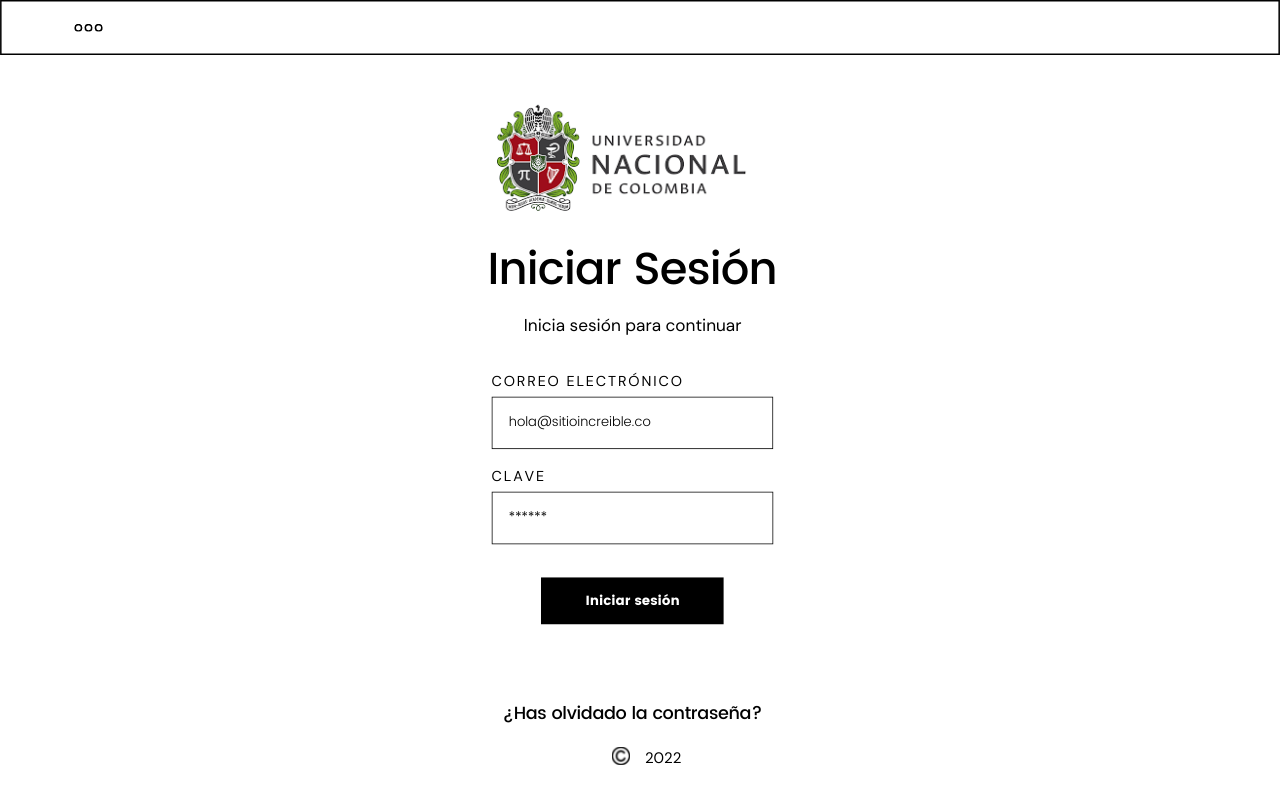 UNIVERSIDAD
NACIONAL
DE COLOMBIA
π
Iniciar Sesión
Inicia sesión para continuar
CORREO ELECTRÓNICO
hola@sitioincreible.co
CLAVE
******
Iniciar sesión
¿Has olvidado la contraseña?
© 2022